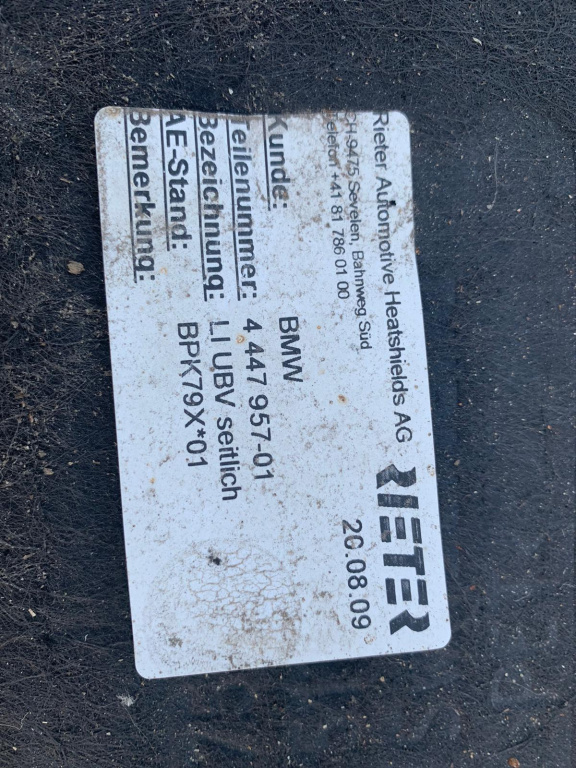 Rieter Automotive Heatshields AG
CH-9475 Sevelen, Bahnweg Süd
Telefon +41 81 786 01 00
RIETER
20.08.09
Kunde: BMW
Teilenummer: 4 447 957-01
Bezeichnung: LI UBV seitlich
AE-Stand: BPK79X*01
Bemerkung: